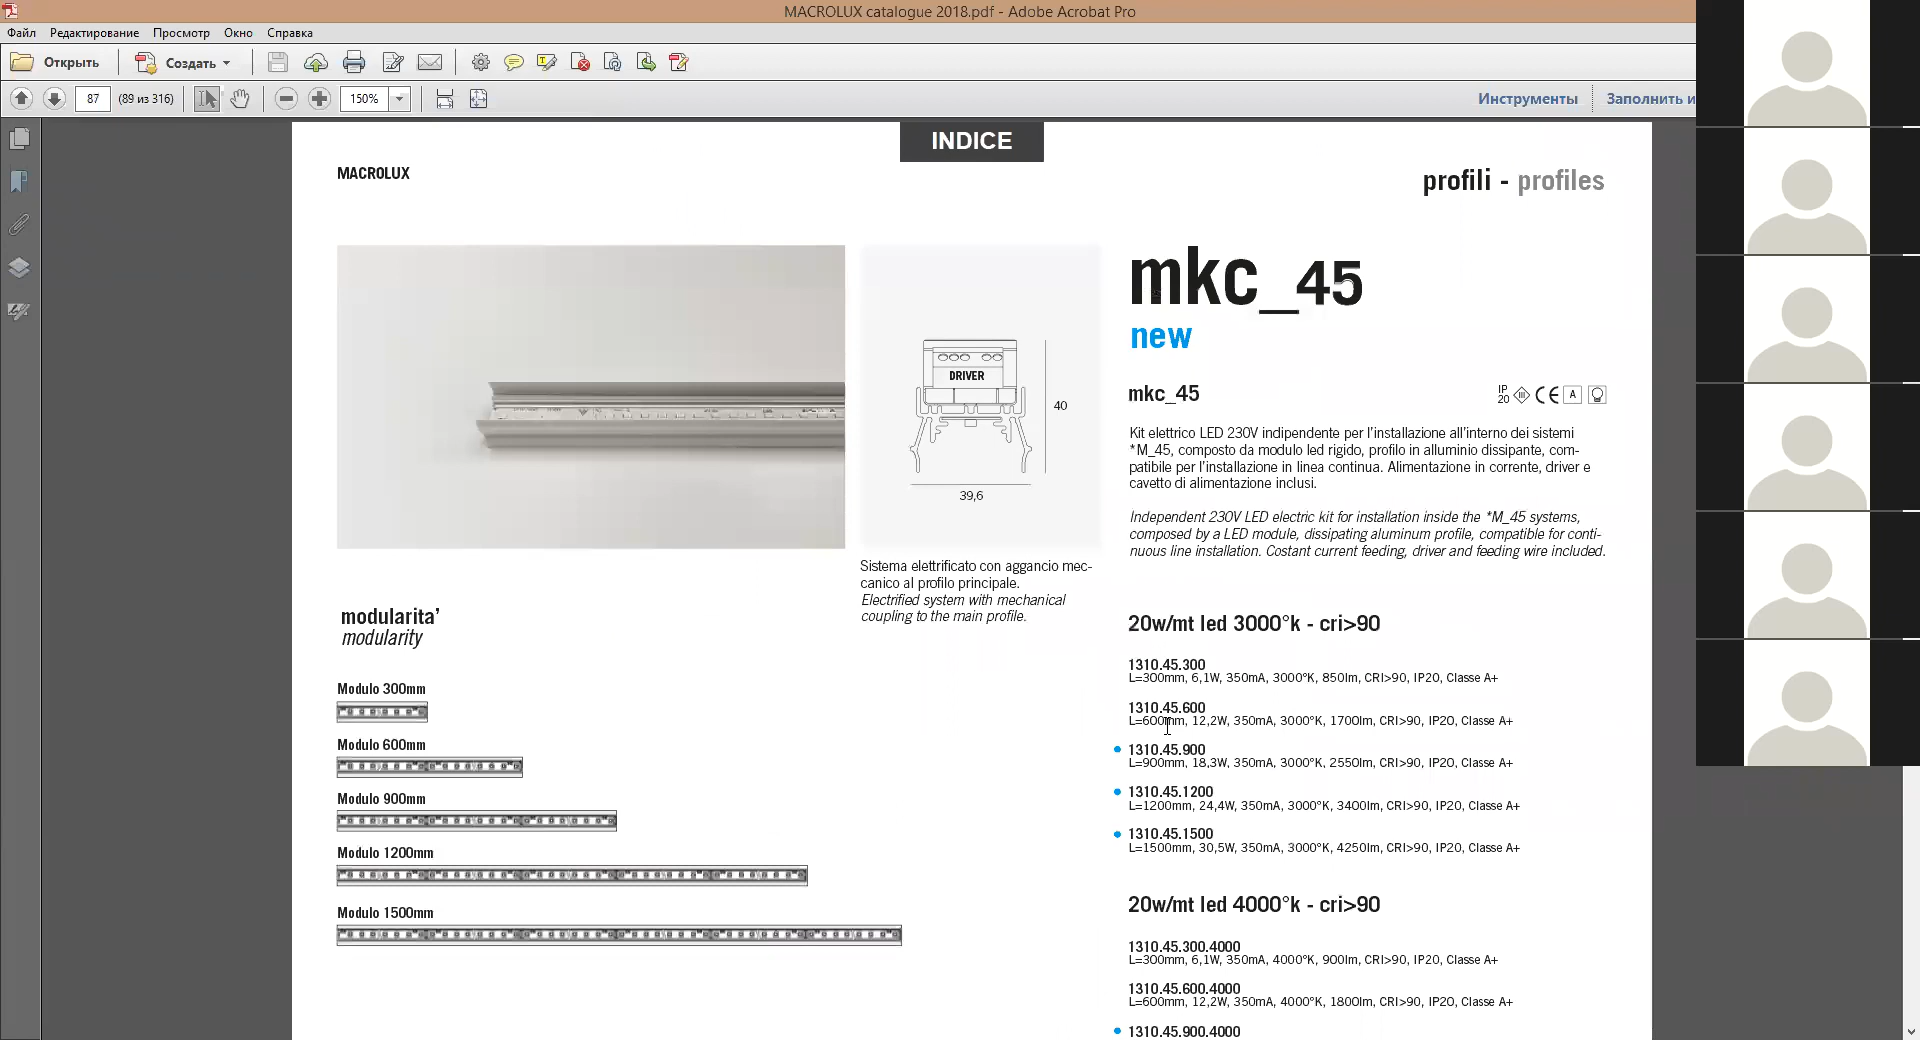 MACROLUX catalogue 2018.pdf - Adobe Acrobat Pro
Файл Редактирование Просмотр Окно Справка
Открыть Создать
87 (89 из 316) 150% Инструменты Заполнить и
INDICE
MACROLUX
profili - profiles
DRIVER
40
39,6
Sistema elettrificato con aggancio mec-
canico al profilo principale.
Electrified system with mechanical
coupling to the main profile.
modularita’
modularity
Modulo 300mm
Modulo 600mm
Modulo 900mm
Modulo 1200mm
Modulo 1500mm
mkc_45
new
mkc_45
IP
20
CE
A
Kit elettrico LED 230V indipendente per l’installazione all’interno dei sistemi
*M_45, composto da modulo led rigido, profilo in alluminio dissipante, com-
patibile per l’installazione in linea continua. Alimentazione in corrente, driver e
cavetto di alimentazione inclusi.
Independent 230V LED electric kit for installation inside the *M_45 systems,
composed by a LED module, dissipating aluminum profile, compatible for conti-
nuous line installation. Costant current feeding, driver and feeding wire included.
20w/mt led 3000°k - cri>90
1310.45.300
L=300mm, 6,1W, 350mA, 3000°K, 850lm, CRI>90, IP20, Classe A+
1310.45.600
L=600mm, 12,2W, 350mA, 3000°K, 1700lm, CRI>90, IP20, Classe A+
1310.45.900
L=900mm, 18,3W, 350mA, 3000°K, 2550lm, CRI>90, IP20, Classe A+
1310.45.1200
L=1200mm, 24,4W, 350mA, 3000°K, 3400lm, CRI>90, IP20, Classe A+
1310.45.1500
L=1500mm, 30,5W, 350mA, 3000°K, 4250lm, CRI>90, IP20, Classe A+
20w/mt led 4000°k - cri>90
1310.45.300.4000
L=300mm, 6,1W, 350mA, 4000°K, 900lm, CRI>90, IP20, Classe A+
1310.45.600.4000
L=600mm, 12,2W, 350mA, 4000°K, 1800lm, CRI>90, IP20, Classe A+
1310.45.900.4000